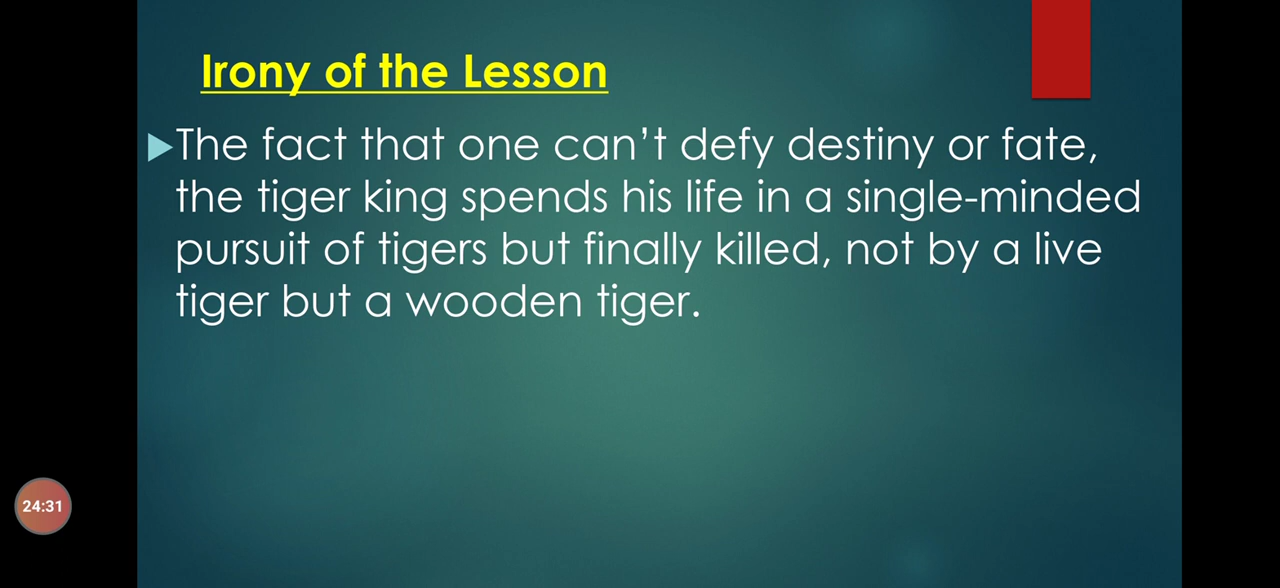 Irony of the Lesson
The fact that one can’t defy destiny or fate,
the tiger king spends his life in a single-minded
pursuit of tigers but finally killed, not by a live
tiger but a wooden tiger.
24:31